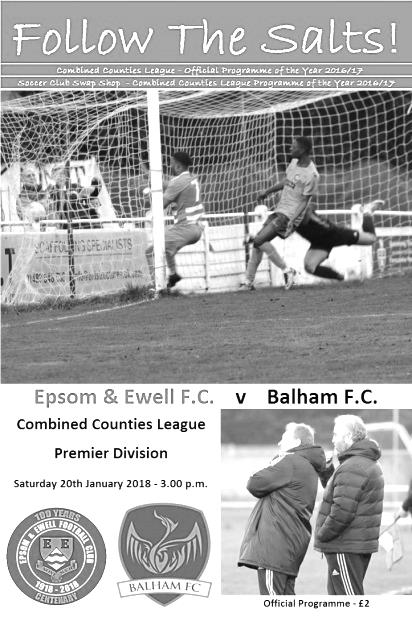 Follow The Salts!
Combined Counties League - Official Programme of the Year 2016/17
Soccer Club Swap Shop - Combined Counties League Programme of the Year 2016/17
SCAFFOLDING SPECIALISTS
Epsom & Ewell F.C. v Balham F.C.
Combined Counties League
Premier Division
Saturday 20th January 2018 - 3.00 p.m.
100 YEARS
EPSOM & EWELL FOOTBALL CLUB
E E
1918 - 2018
CENTENARY
BALHAM FC
Official Programme - £2